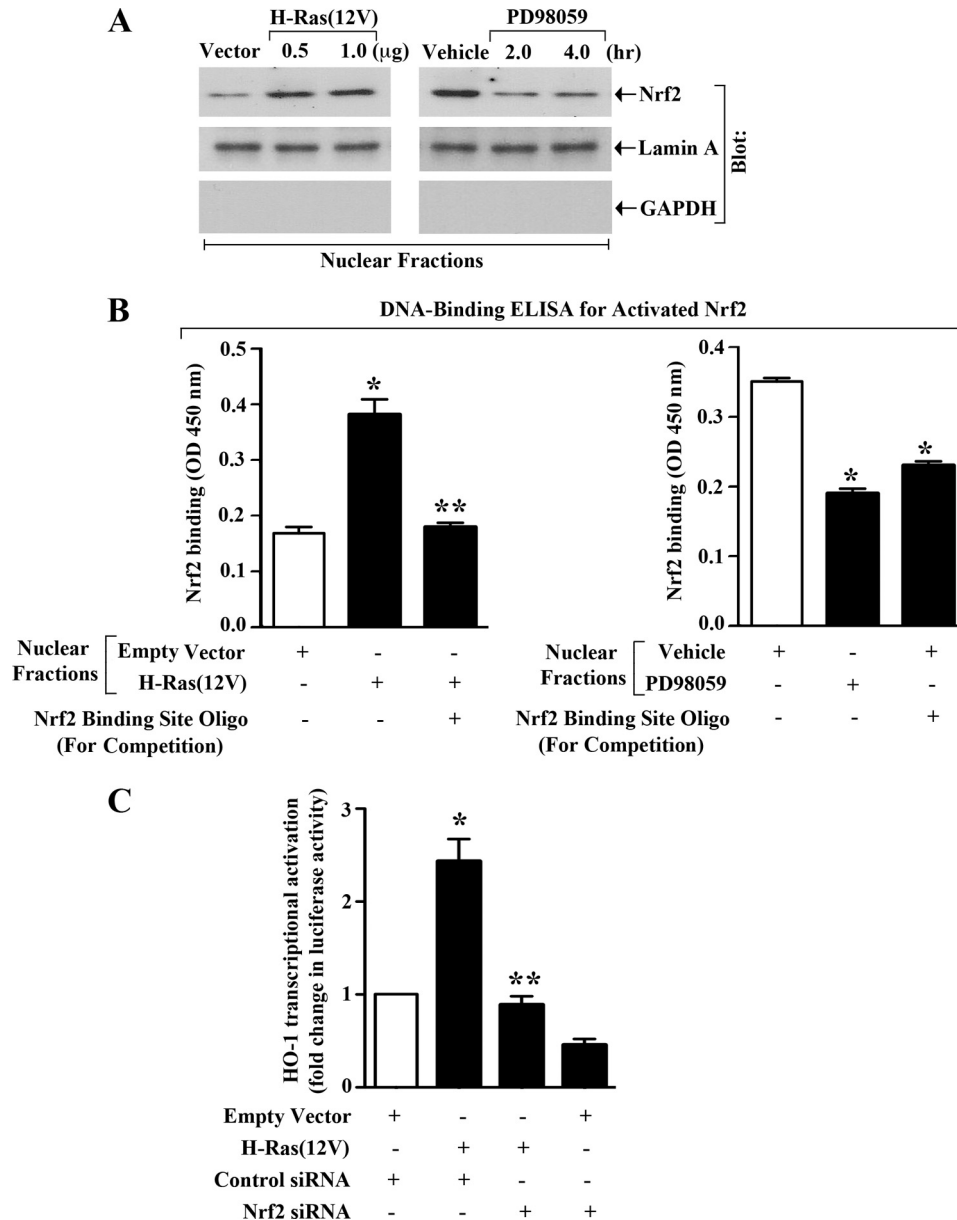 A
H-Ras(12V) PD98059
Vector 0.5 1.0 (µg) Vehicle 2.0 4.0 (hr)
←Nrf2
←Lamin A
←GAPDH
Blot:
Nuclear Fractions
B
DNA-Binding ELISA for Activated Nrf2
Nrf2 binding (OD 450 nm)
0.5
0.4
0.3
0.2
0.1
0.0
*
**
Nuclear Fractions
Empty Vector + - -
H-Ras(12V) - + +
Nrf2 Binding Site Oligo - - +
(For Competition)
Nrf2 binding (OD 450 nm)
0.4
0.3
0.2
0.1
0.0
*
*
Nuclear Fractions
Vehicle + - +
PD98059 - + -
Nrf2 Binding Site Oligo - - +
(For Competition)
C
HO-1 transcriptional activation
(fold change in luciferase activity)
3
2
1
0
*
**
Empty Vector + - - +
H-Ras(12V) - + + -
Control siRNA + + - -
Nrf2 siRNA - - + +